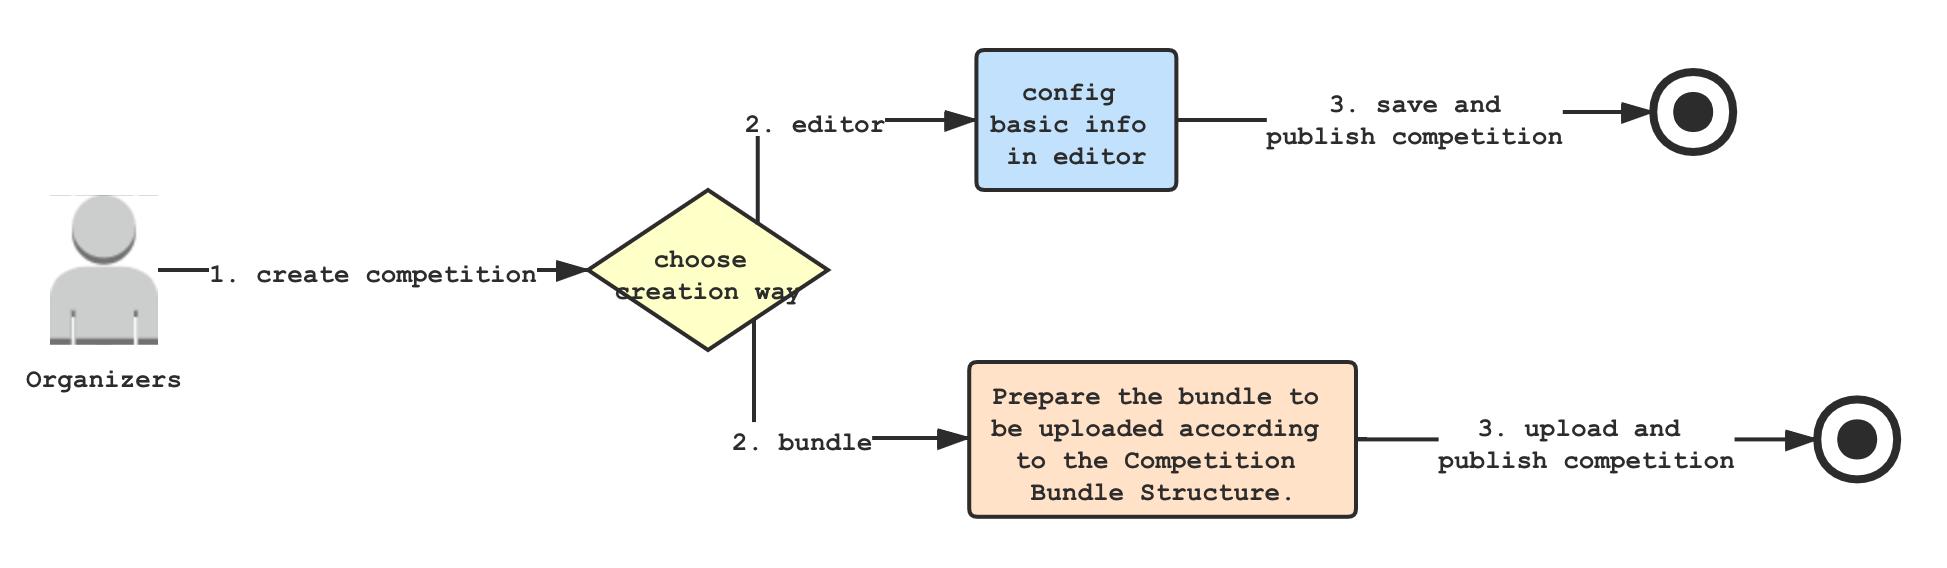 Organizers
1. create competition
choose
creation way
2. editor
config
basic info
in editor
3. save and
publish competition
2. bundle
Prepare the bundle to
be uploaded according
to the Competition
Bundle Structure.
3. upload and
publish competition